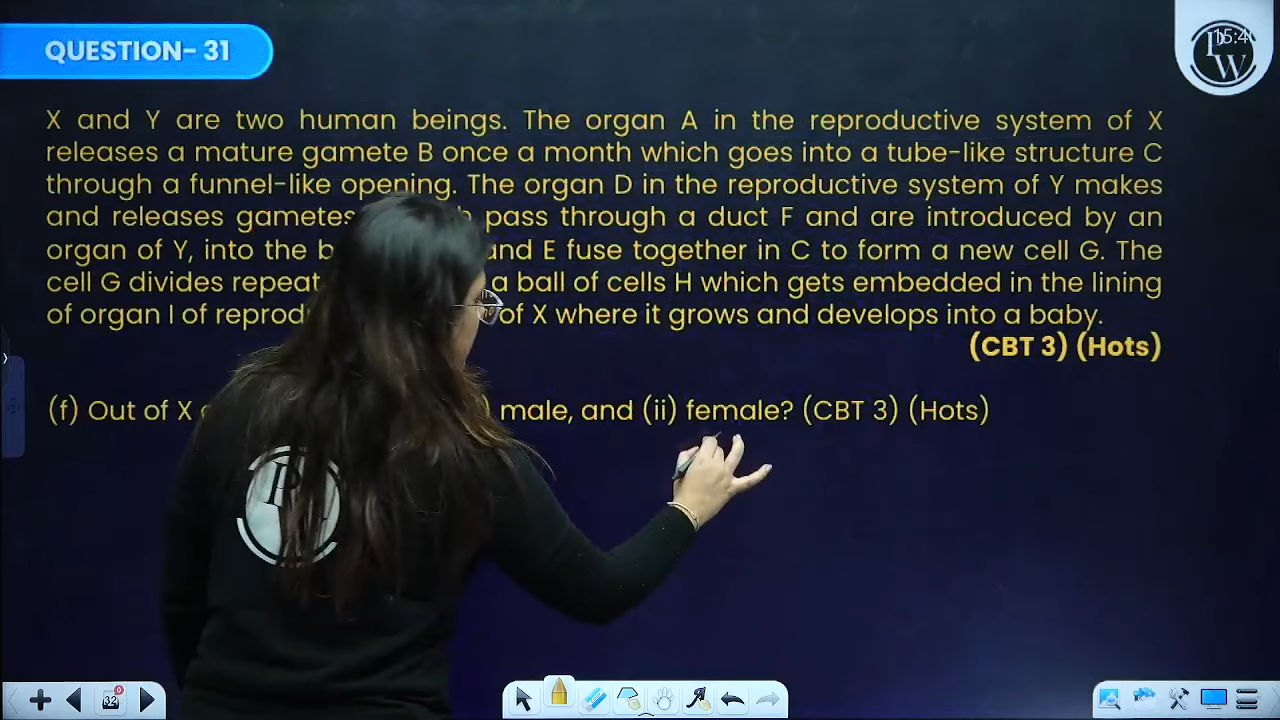 QUESTION- 31
15:4
PW
X and Y are two human beings. The organ A in the reproductive system of X
releases a mature gamete B once a month which goes into a tube-like structure C
through a funnel-like opening. The organ D in the reproductive system of Y makes
and releases gametes pass through a duct F and are introduced by an
organ of Y, into the and E fuse together in C to form a new cell G. The
cell G divides a ball of cells H which gets embedded in the lining
of organ I of of X where it grows and develops into a baby.
(CBT 3) (Hots)
(f) Out of X male, and (ii) female? (CBT 3) (Hots)
32
0